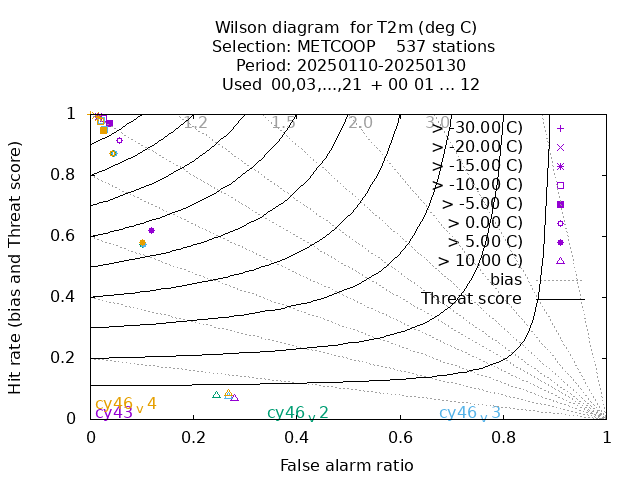 Wilson diagram  for T2m (deg C)
Selection: METCOOP    537 stations
Period: 20250110-20250130
Used  00,03,...,21  + 00 01 ... 12
Hit rate (bias and Threat score)
1
0.8
0.6
0.4
0.2
0
1.2
1.5
2.0
3.0
> -30.00 C)
> -20.00 C)
> -15.00 C)
> -10.00 C)
> -5.00 C)
> 0.00 C)
> 5.00 C)
> 10.00 C)
bias
Threat score
cy46v4
cy43
cy46v2
cy46v3
0
0.2
0.4
0.6
0.8
1
False alarm ratio